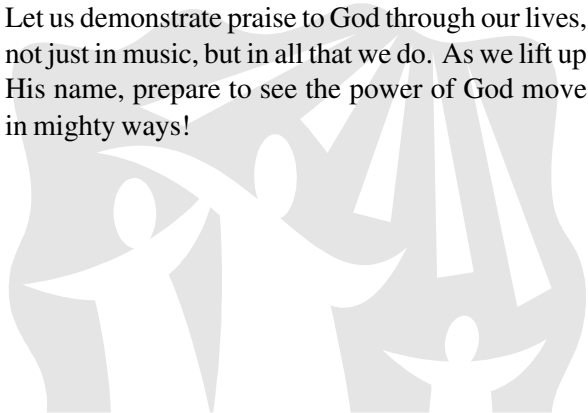 Let us demonstrate praise to God through our lives,
not just in music, but in all that we do. As we lift up
His name, prepare to see the power of God move
in mighty ways!